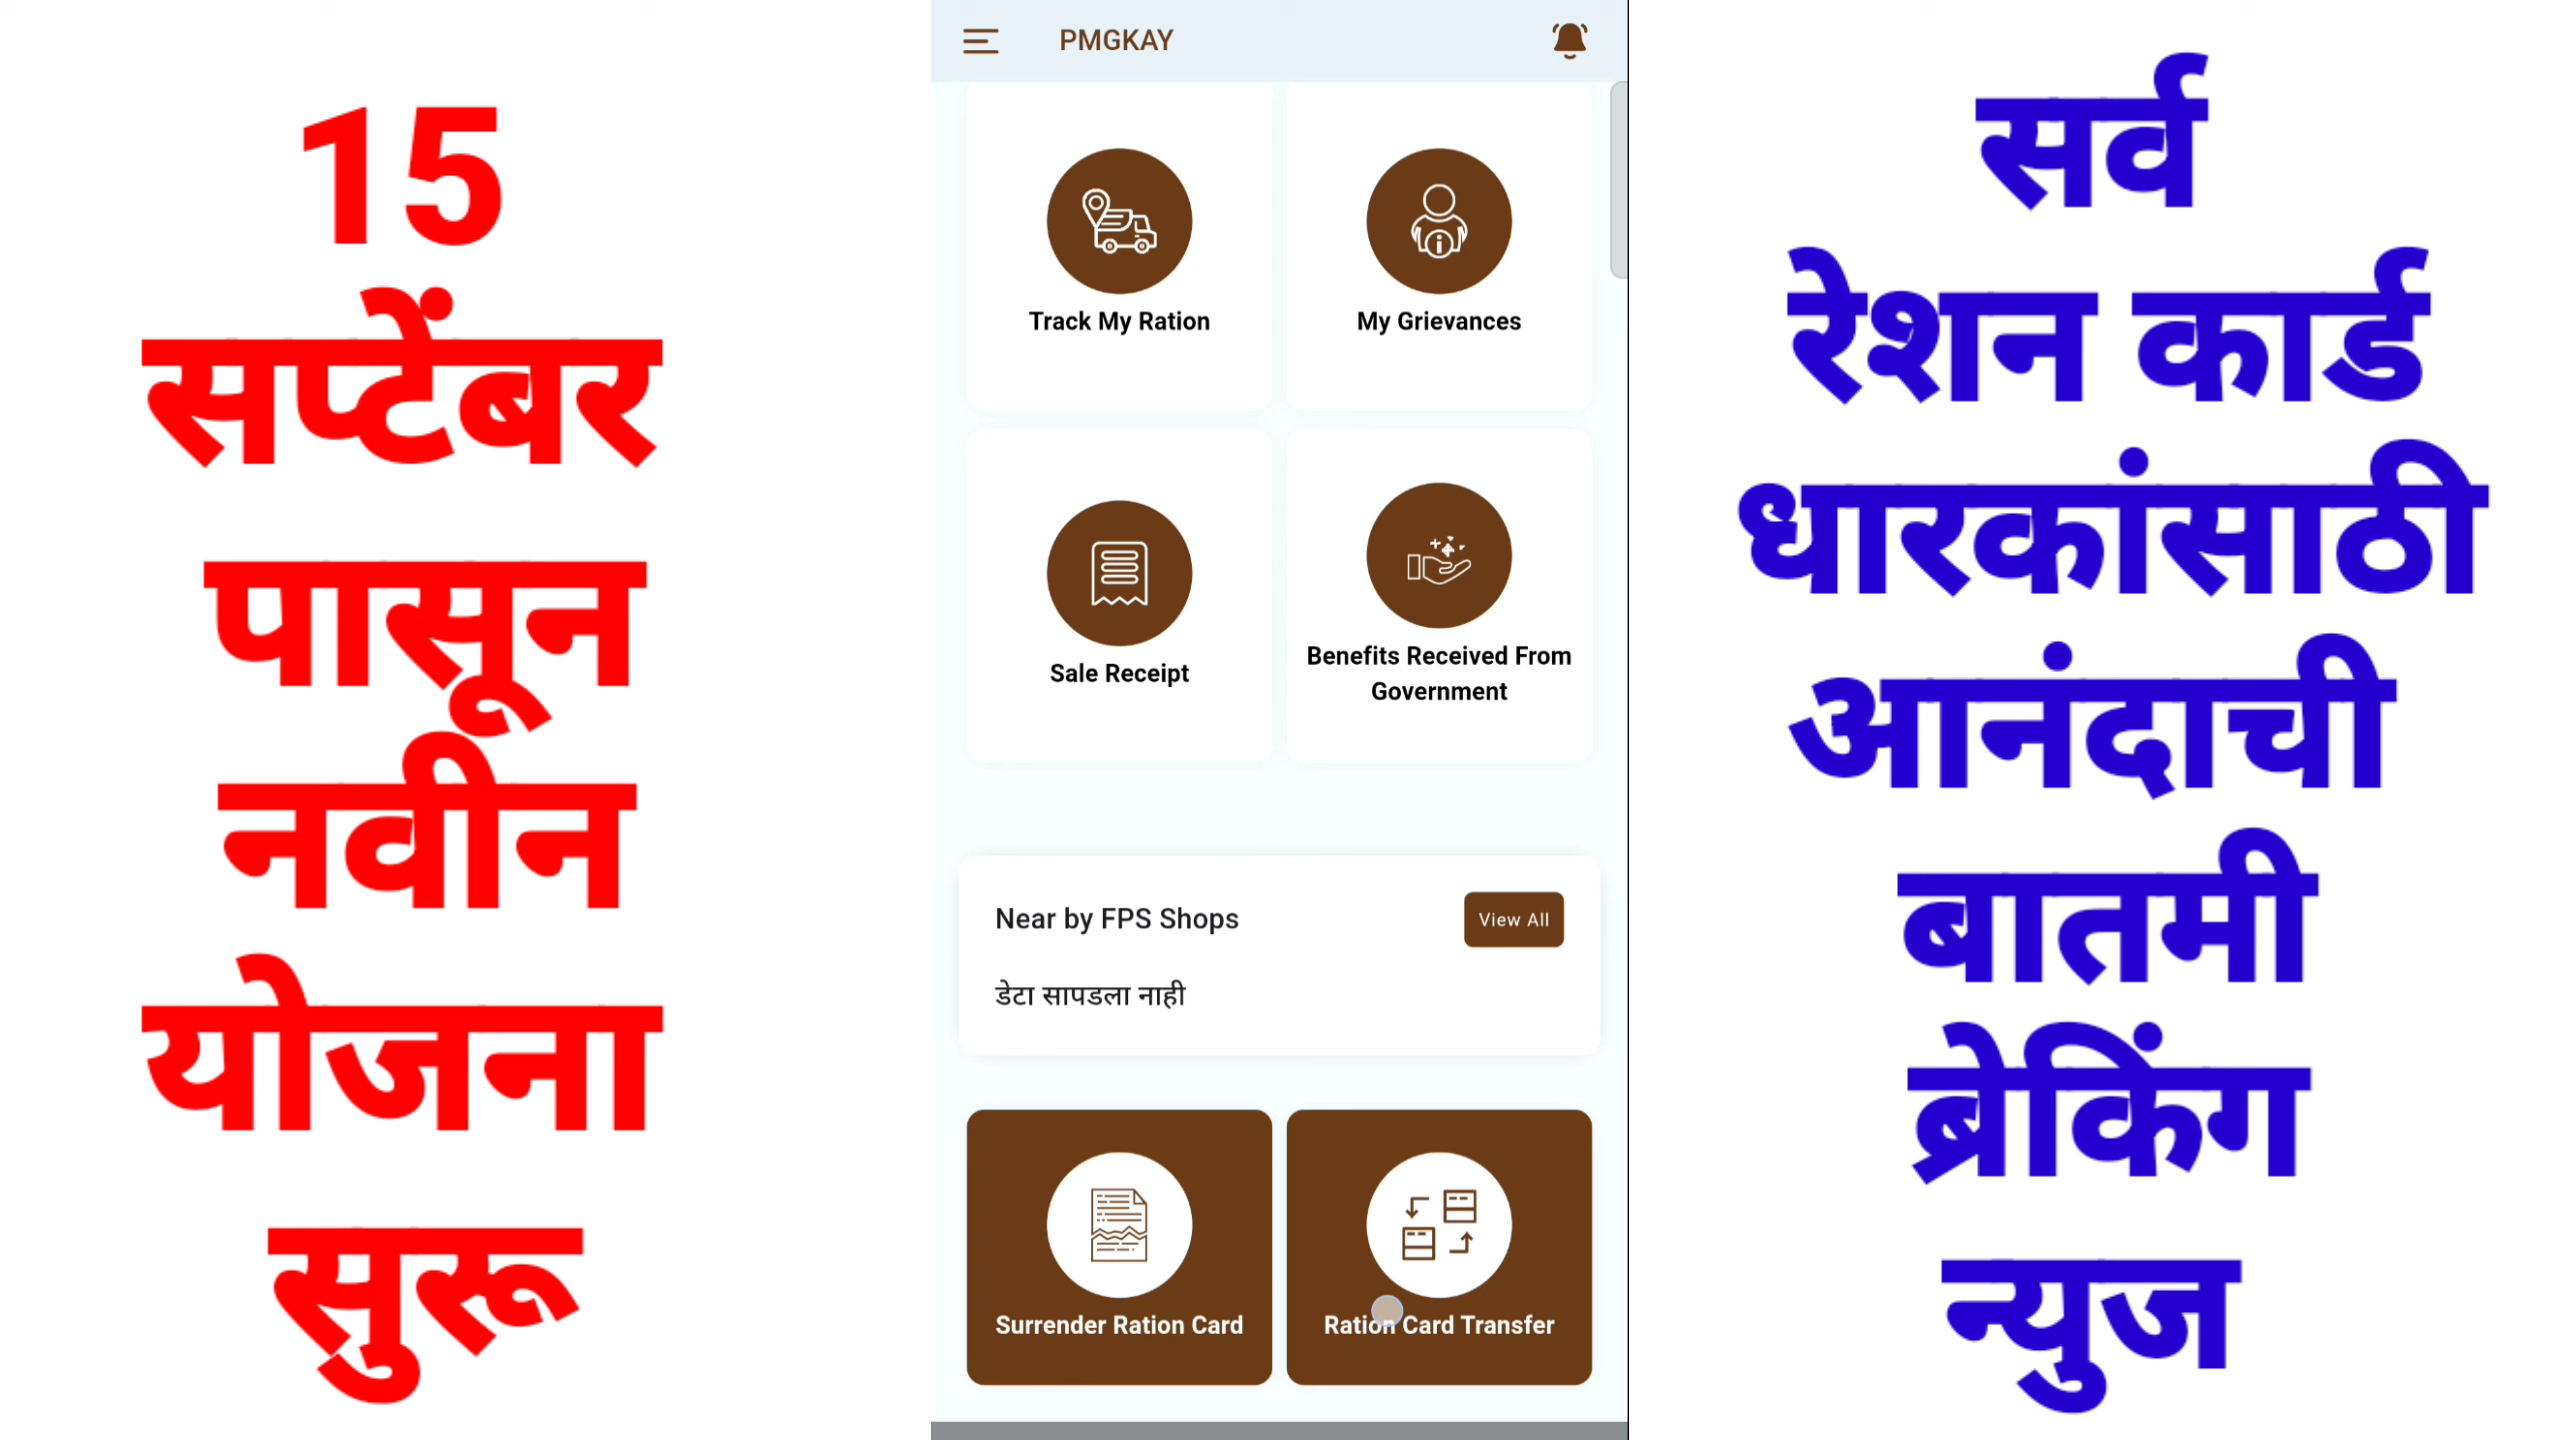 15
सप्टेंबर
पासून
नवीन
योजना
सुरू
PMGKAY
Track My Ration
My Grievances
Sale Receipt
Benefits Received From
Government
Near by FPS Shops
View All
डेटा सापडला नाही
Surrender Ration Card
Ration Card Transfer
सर्व
रेशन कार्ड
धारकांसाठी
आनंदाची
बातमी
ब्रेकिंग
न्युज